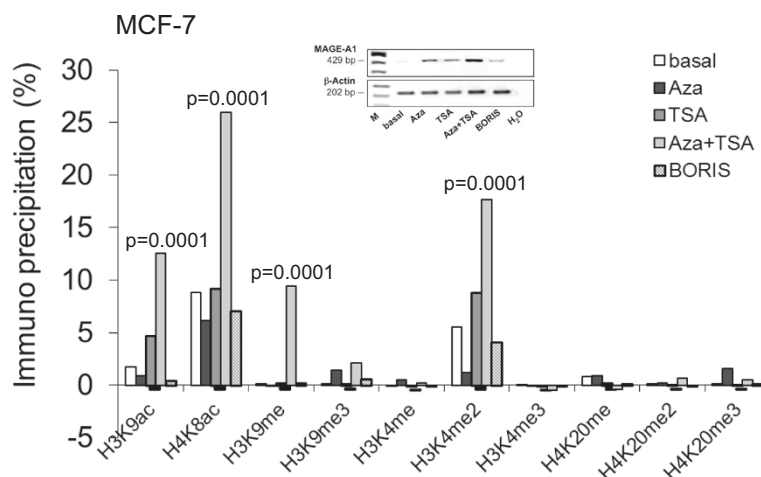 MCF-7
MAGE-A1
429 bp
β-Actin
202 bp
M basal Aza TSA Aza+TSA BORIS H2O
basal
Aza
TSA
Aza+TSA
BORIS
Immuno precipitation (%)
30
25
20
15
10
5
0
-5
p=0.0001
p=0.0001
p=0.0001
p=0.0001
H3K9ac
H4K8ac
H3K9me
H3K9me3
H3K4me
H3K4me2
H3K4me3
H4K20me
H4K20me2
H4K20me3